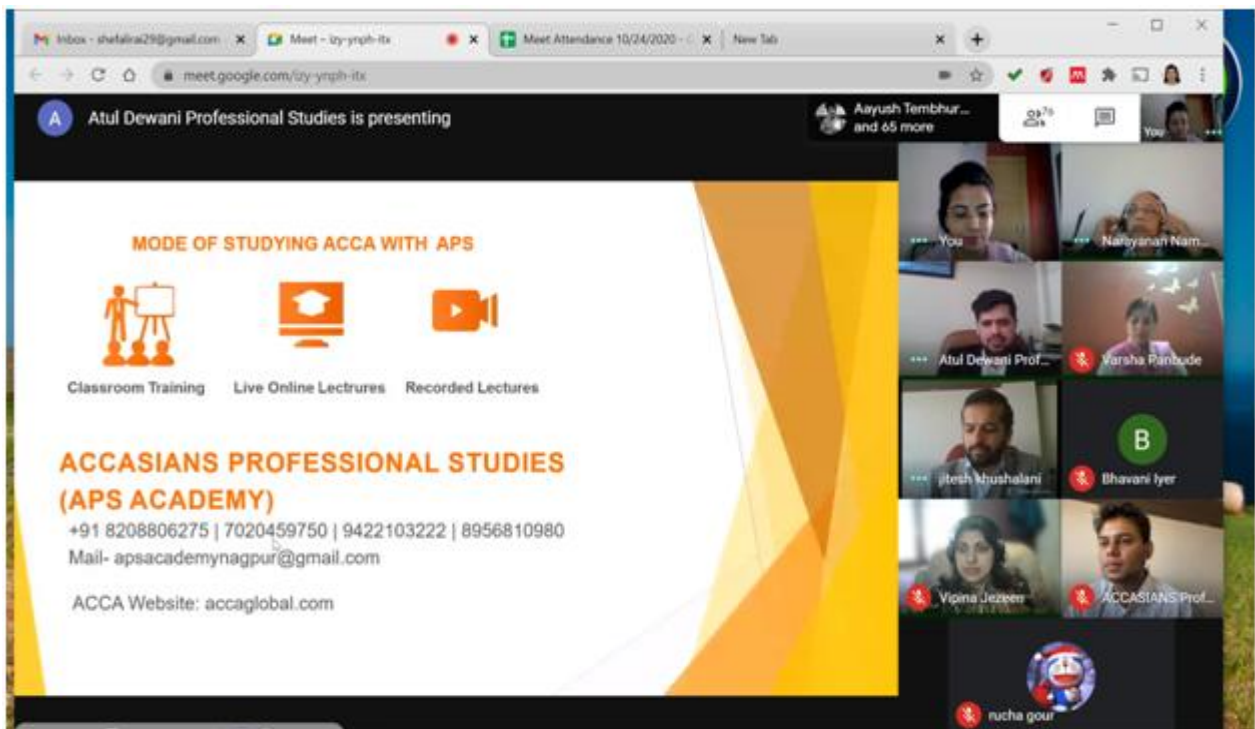 Inbox - shefalirai29@gmail.com
Meet - izy-ynph-itx
Meet Attendance 10/24/2020 -
New Tab
meet.google.com/izy-ynph-itx
A
Atul Dewani Professional Studies is presenting
Aayush Tembhur...
and 65 more
76
You
MODE OF STUDYING ACCA WITH APS
Classroom Training
Live Online Lectrures
Recorded Lectures
ACCASIANS PROFESSIONAL STUDIES
(APS ACADEMY)
+91 8208806275 | 7020459750 | 9422103222 | 8956810980
Mail- apsacademynagpur@gmail.com
ACCA Website: accaglobal.com
You
Narayanan Nam...
Atul Dewani Prof...
Varsha Panbude
jitesh khushalani
B
Bhavani Iyer
Vipina Jezeen
ACCASIANS Prof...
rucha gour